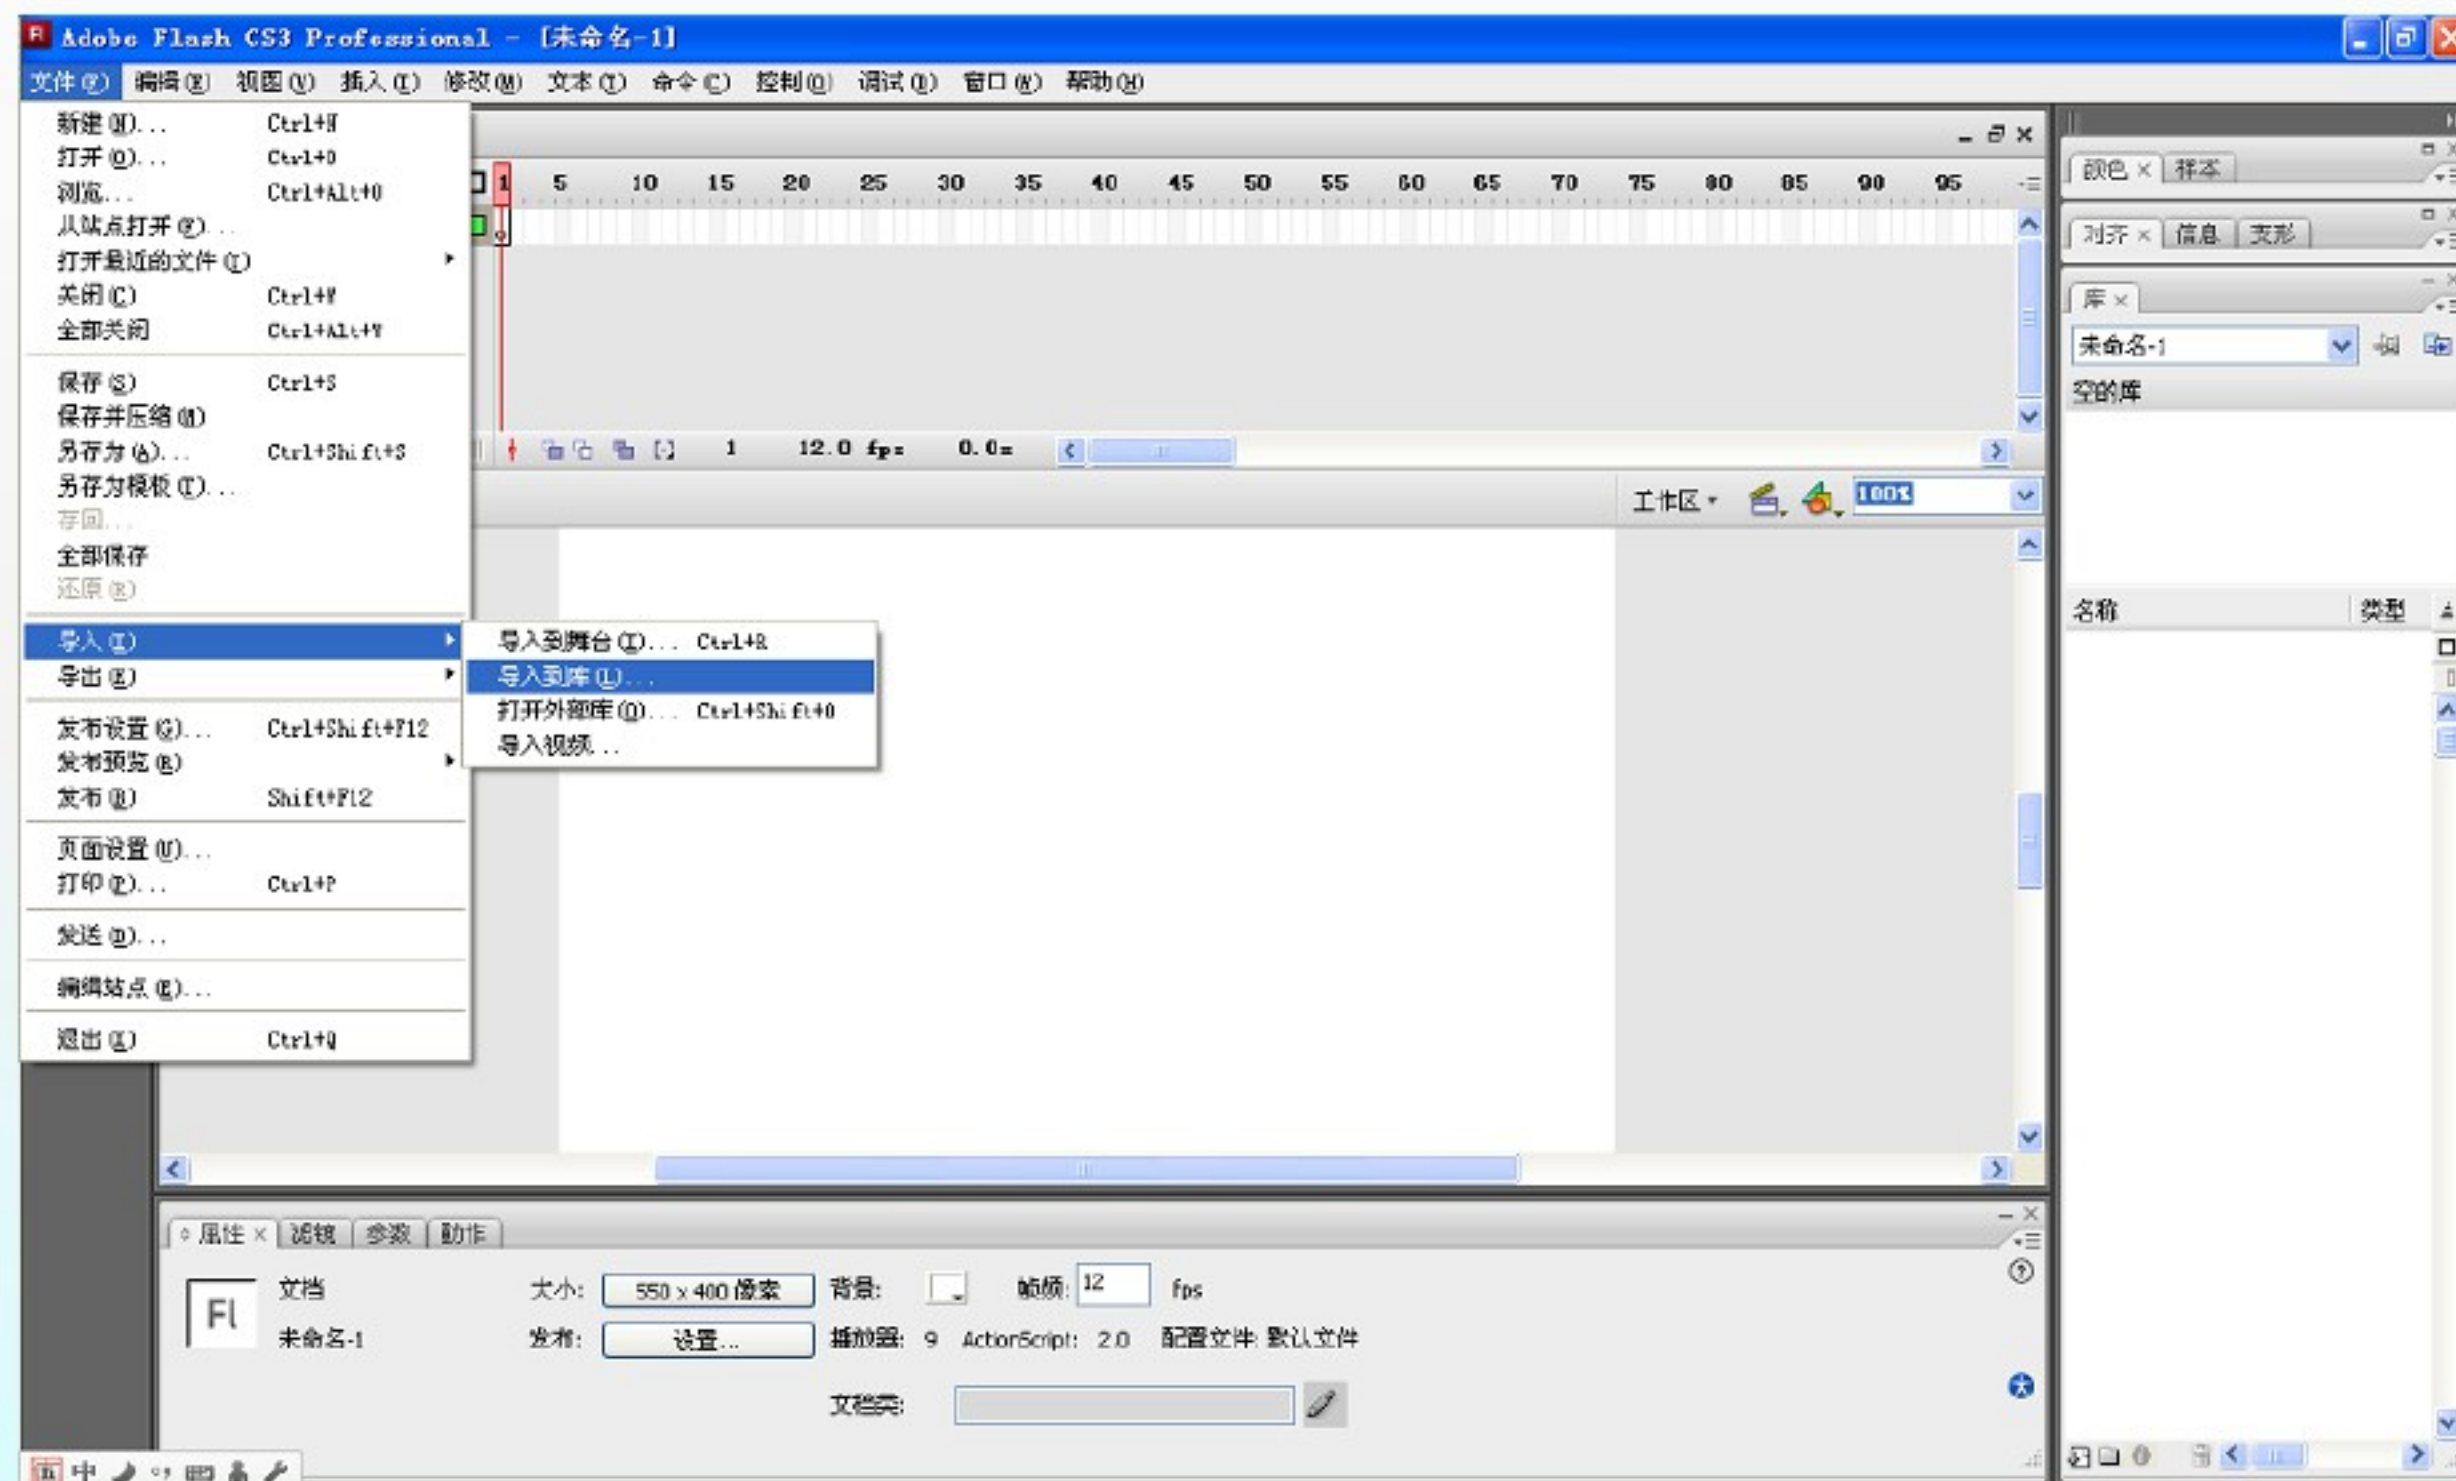 Adobe Flash CS3 Professional - [未命名-1]
文件(F) 编辑(E) 视图(V) 插入(I) 修改(M) 文本(T) 命令(C) 控制(O) 调试(D) 窗口(W) 帮助(H)
新建(N)... Ctrl+N
打开(O)... Ctrl+O
浏览... Ctrl+Alt+O
从站点打开(F)...
打开最近的文件(T)
关闭(C) Ctrl+W
全部关闭 Ctrl+Alt+W
保存(S) Ctrl+S
保存并压缩(M)
另存为(A)... Ctrl+Shift+S
另存为模板(T)...
存回...
全部保存
还原(R)
导入(I)
导出(E)
发布设置(G)... Ctrl+Shift+F12
发布预览(R)
发布(B) Shift+F12
页面设置(U)...
打印(P)... Ctrl+P
发送(D)...
编辑站点(E)...
退出(X) Ctrl+Q
导入到舞台(I)... Ctrl+R
导入到库(L)...
打开外部库(O)... Ctrl+Shift+O
导入视频...
1 5 10 15 20 25 30 35 40 45 50 55 60 65 70 75 80 85 90 95
1 12.0 fps 0.0s
工作区 100%
颜色 × 样本
对齐 × 信息 变形
库 ×
未命名-1
空的库
名称 类型
属性 × 滤镜 参数 動作
Fl 文档 大小: 550 x 400 像素 背景: 帧频: 12 fps
未命名-1 发布: 设置... 播放器: 9 ActionScript: 2.0 配置文件: 默认文件
文档类:
五 中